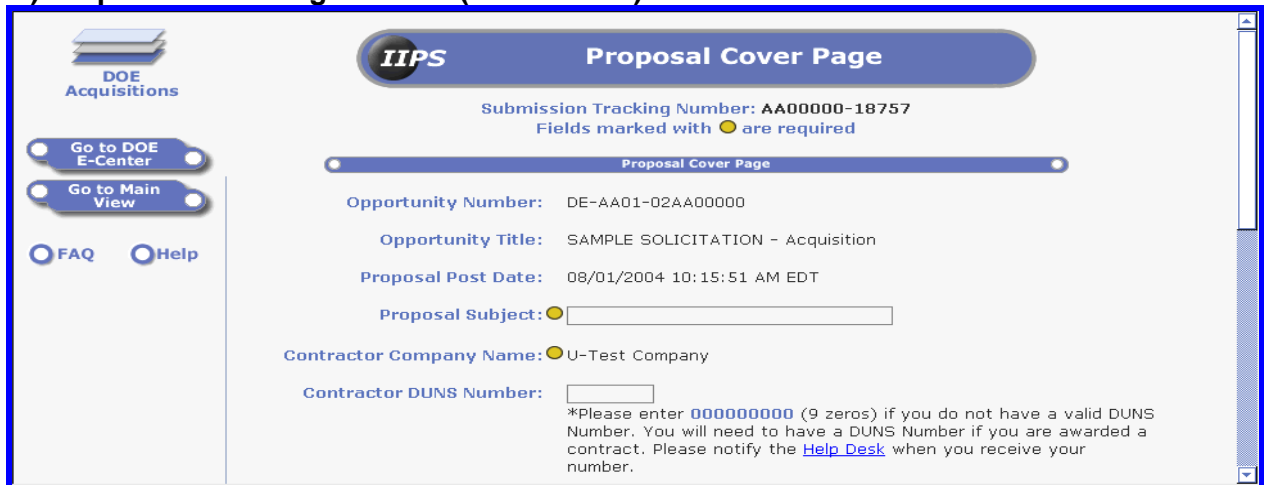 DOE
Acquisitions
Go to DOE
E-Center
Go to Main
View
FAQ Help
IIPS Proposal Cover Page
Submission Tracking Number: AA00000-18757
Fields marked with are required
Proposal Cover Page
Opportunity Number: DE-AA01-02AA00000
Opportunity Title: SAMPLE SOLICITATION - Acquisition
Proposal Post Date: 08/01/2004 10:15:51 AM EDT
Proposal Subject:
Contractor Company Name: U-Test Company
Contractor DUNS Number:
*Please enter 000000000 (9 zeros) if you do not have a valid DUNS
Number. You will need to have a DUNS Number if you are awarded a
contract. Please notify the Help Desk when you receive your
number.